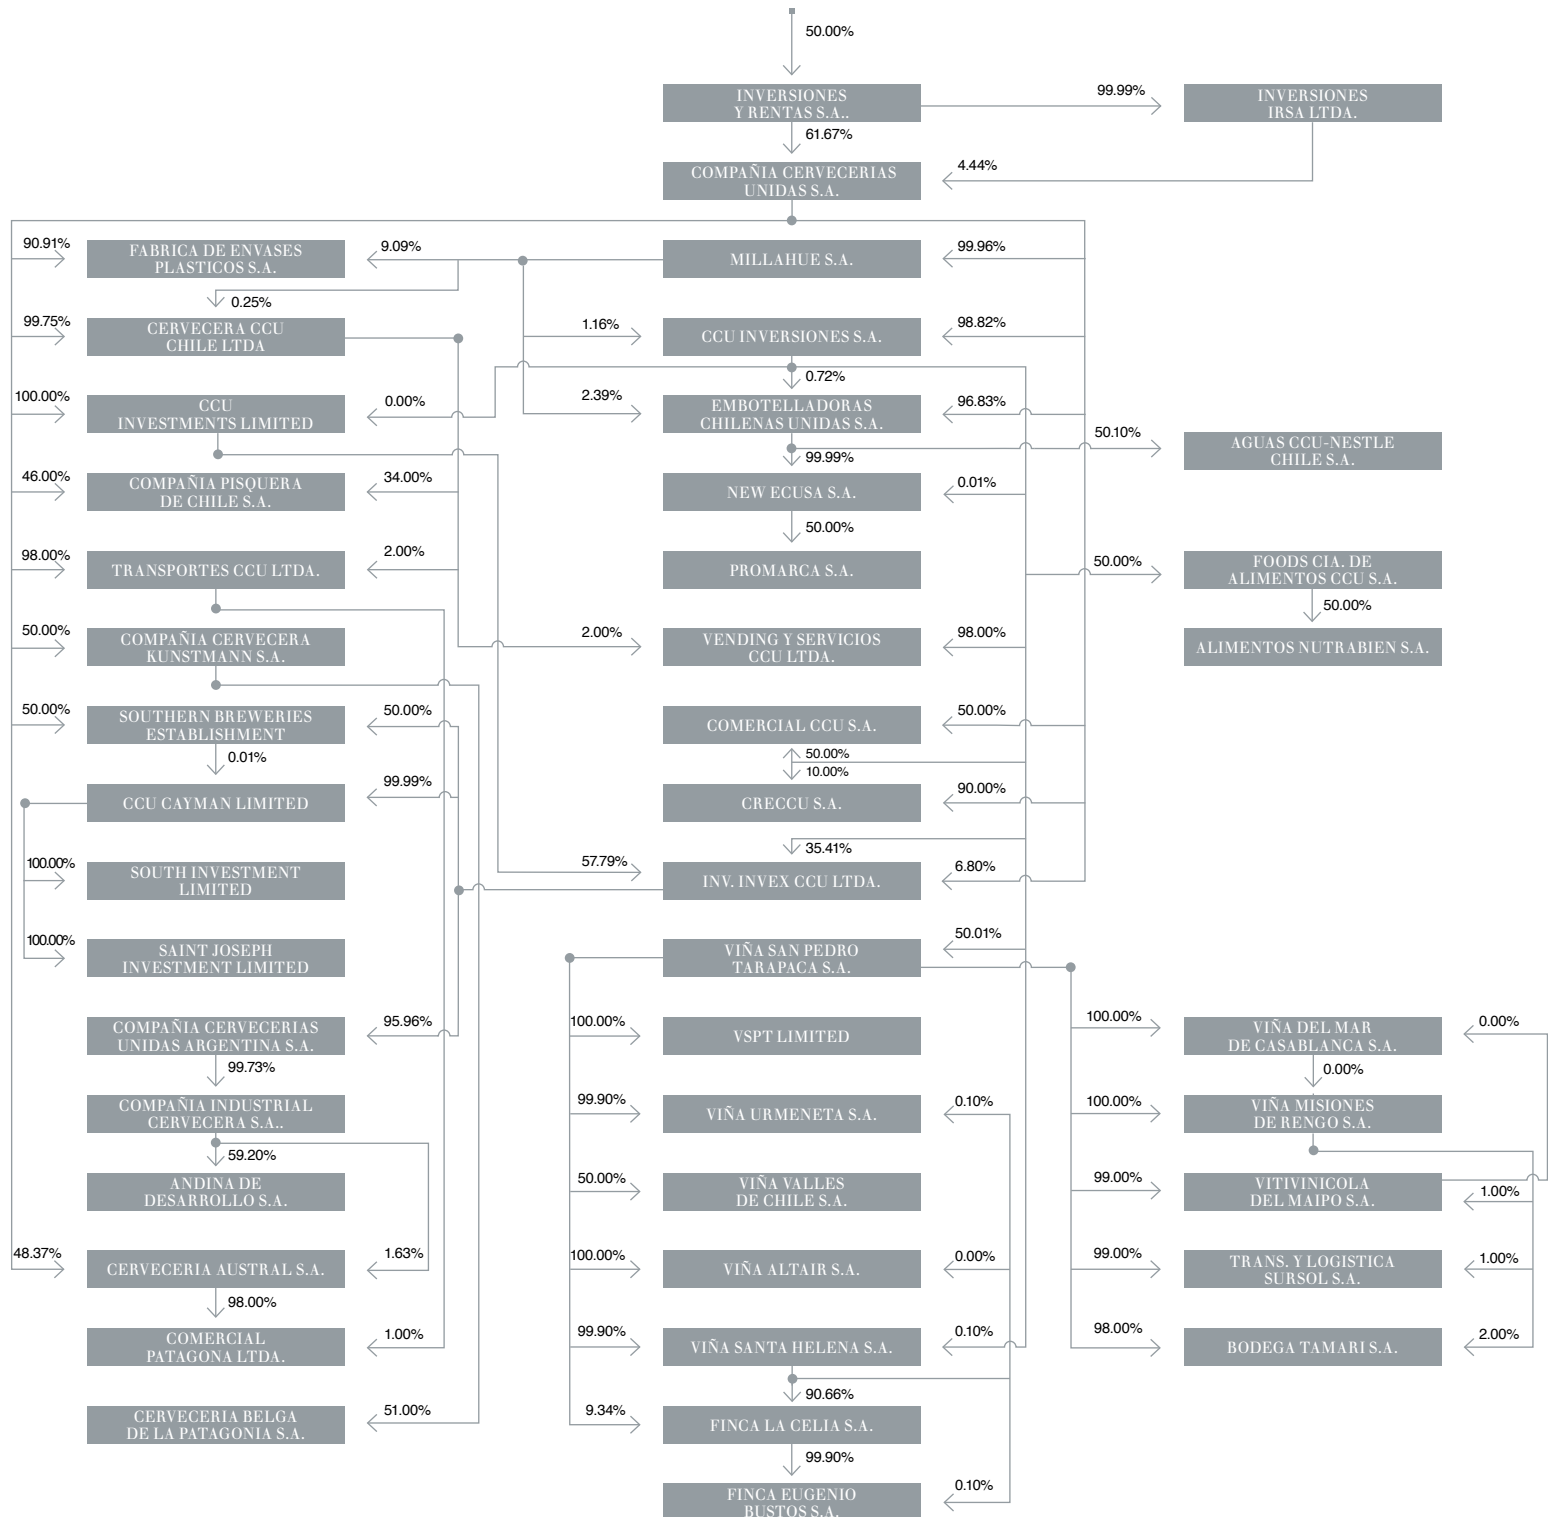 50.00%
INVERSIONES
Y RENTAS S.A..
99.99%
INVERSIONES
IRSA LTDA.
61.67%
COMPAÑIA CERVECERIAS
UNIDAS S.A.
4.44%
90.91%
FABRICA DE ENVASES
PLASTICOS S.A.
9.09%
MILLAHUE S.A.
99.96%
0.25%
99.75%
CERVECERA CCU
CHILE LTDA
1.16%
CCU INVERSIONES S.A.
98.82%
0.72%
100.00%
CCU
INVESTMENTS LIMITED
0.00%
2.39%
EMBOTELLADORAS
CHILENAS UNIDAS S.A.
96.83%
50.10%
AGUAS CCU-NESTLE
CHILE S.A.
99.99%
46.00%
COMPAÑIA PISQUERA
DE CHILE S.A.
34.00%
NEW ECUSA S.A.
0.01%
50.00%
98.00%
TRANSPORTES CCU LTDA.
2.00%
PROMARCA S.A.
50.00%
FOODS CIA. DE
ALIMENTOS CCU S.A.
50.00%
50.00%
COMPAÑIA CERVECERA
KUNSTMANN S.A.
2.00%
VENDING Y SERVICIOS
CCU LTDA.
98.00%
ALIMENTOS NUTRABIEN S.A.
50.00%
SOUTHERN BREWERIES
ESTABLISHMENT
50.00%
COMERCIAL CCU S.A.
50.00%
0.01%
50.00%
10.00%
CCU CAYMAN LIMITED
99.99%
CRECCU S.A.
90.00%
35.41%
100.00%
SOUTH INVESTMENT
LIMITED
57.79%
INV. INVEX CCU LTDA.
6.80%
100.00%
SAINT JOSEPH
INVESTMENT LIMITED
VIÑA SAN PEDRO
TARAPACA S.A.
50.01%
COMPAÑIA CERVECERIAS
UNIDAS ARGENTINA S.A.
95.96%
100.00%
VSPT LIMITED
100.00%
VIÑA DEL MAR
DE CASABLANCA S.A.
0.00%
99.73%
0.00%
COMPAÑIA INDUSTRIAL
CERVECERA S.A..
99.90%
VIÑA URMENETA S.A.
0.10%
100.00%
VIÑA MISIONES
DE RENGO S.A.
59.20%
ANDINA DE
DESARROLLO S.A.
50.00%
VIÑA VALLES
DE CHILE S.A.
99.00%
VITIVINICOLA
DEL MAIPO S.A.
1.00%
48.37%
CERVECERIA AUSTRAL S.A.
1.63%
100.00%
VIÑA ALTAIR S.A.
0.00%
99.00%
TRANS. Y LOGISTICA
SURSOL S.A.
1.00%
98.00%
COMERCIAL
PATAGONA LTDA.
1.00%
99.90%
VIÑA SANTA HELENA S.A.
0.10%
98.00%
BODEGA TAMARI S.A.
2.00%
90.66%
CERVECERIA BELGA
DE LA PATAGONIA S.A.
51.00%
9.34%
FINCA LA CELIA S.A.
99.90%
FINCA EUGENIO
BUSTOS S.A.
0.10%